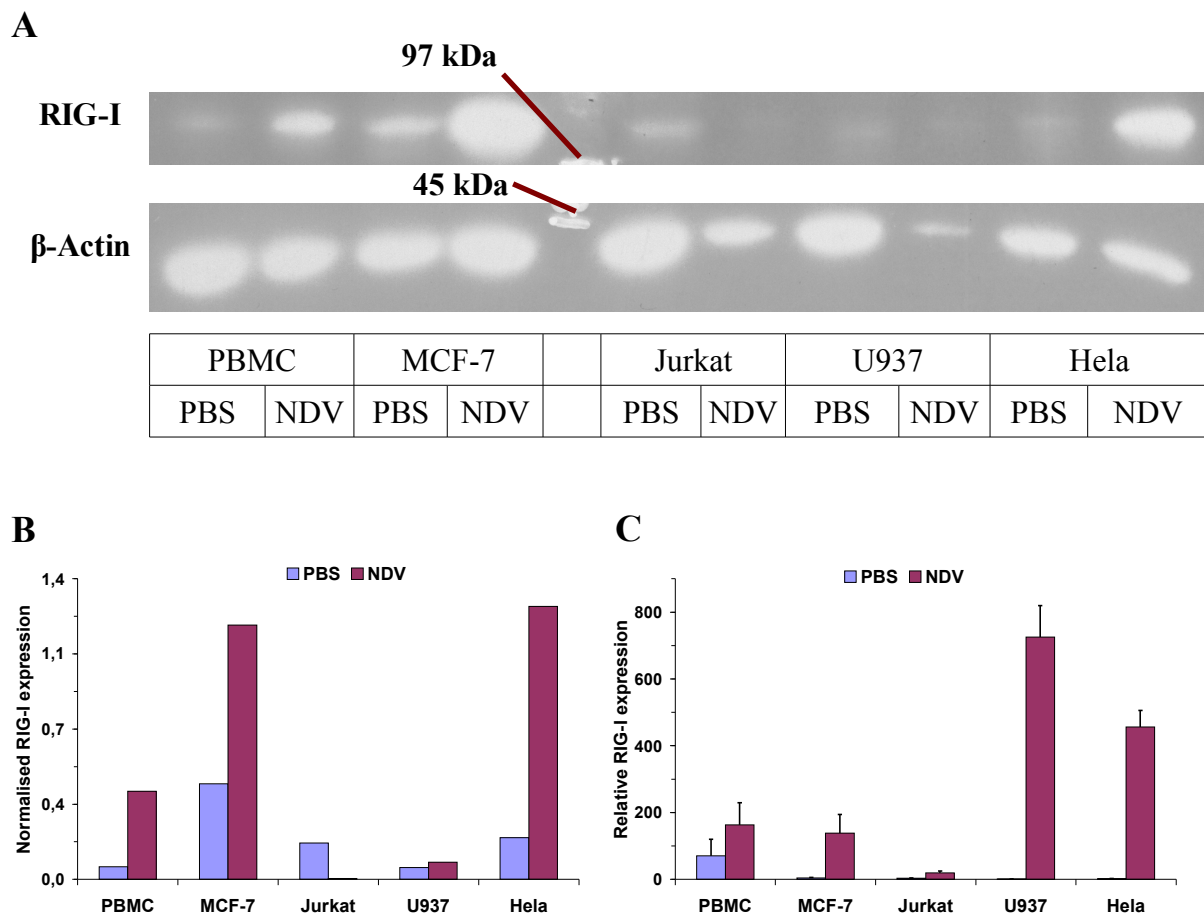 A
97 kDa
RIG-I
45 kDa
β-Actin
PBMC MCF-7 Jurkat U937 Hela
PBS NDV PBS NDV PBS NDV PBS NDV PBS NDV
B
PBS NDV
Normalised RIG-I expression
1,4
1,1
0,7
0,4
0,0
PBMC MCF-7 Jurkat U937 Hela
C
PBS NDV
Relative RIG-I expression
800
600
400
200
0
PBMC MCF-7 Jurkat U937 Hela